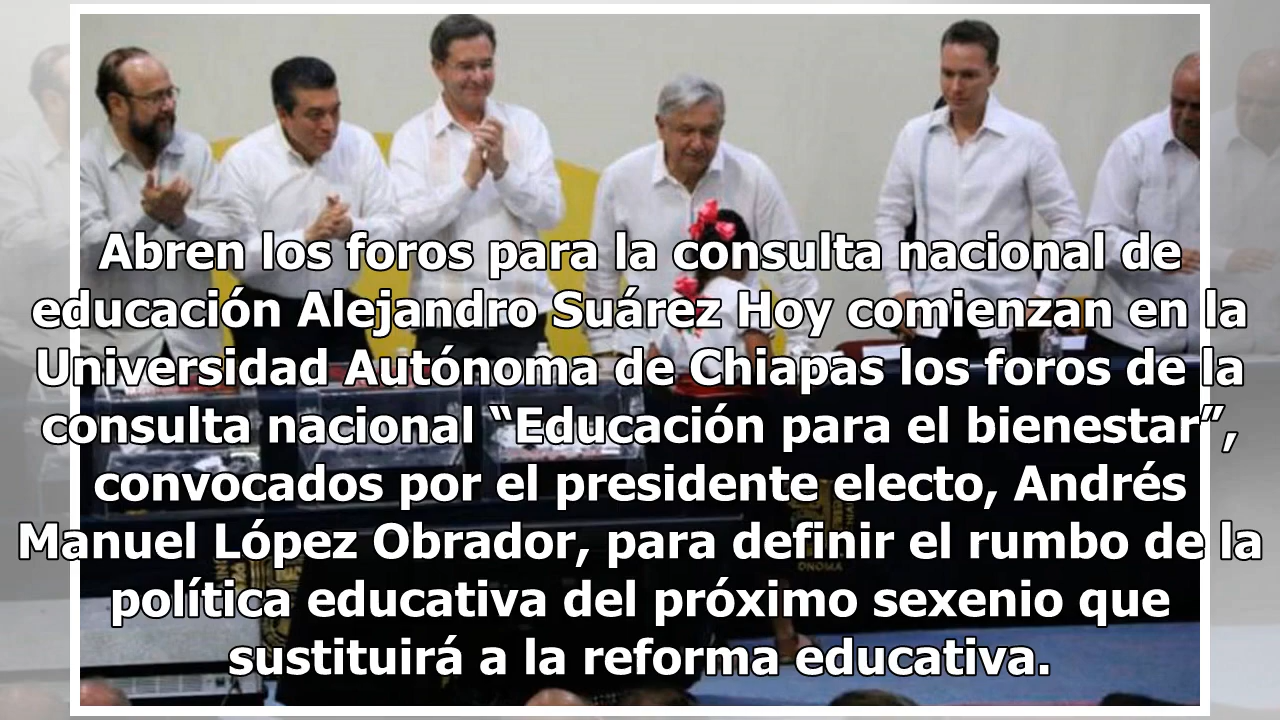 Abren los foros para la consulta nacional de
educación Alejandro Suárez Hoy comienzan en la
Universidad Autónoma de Chiapas los foros de la
consulta nacional “Educación para el bienestar”,
convocados por el presidente electo, Andrés
Manuel López Obrador, para definir el rumbo de la
política educativa del próximo sexenio que
sustituirá a la reforma educativa.